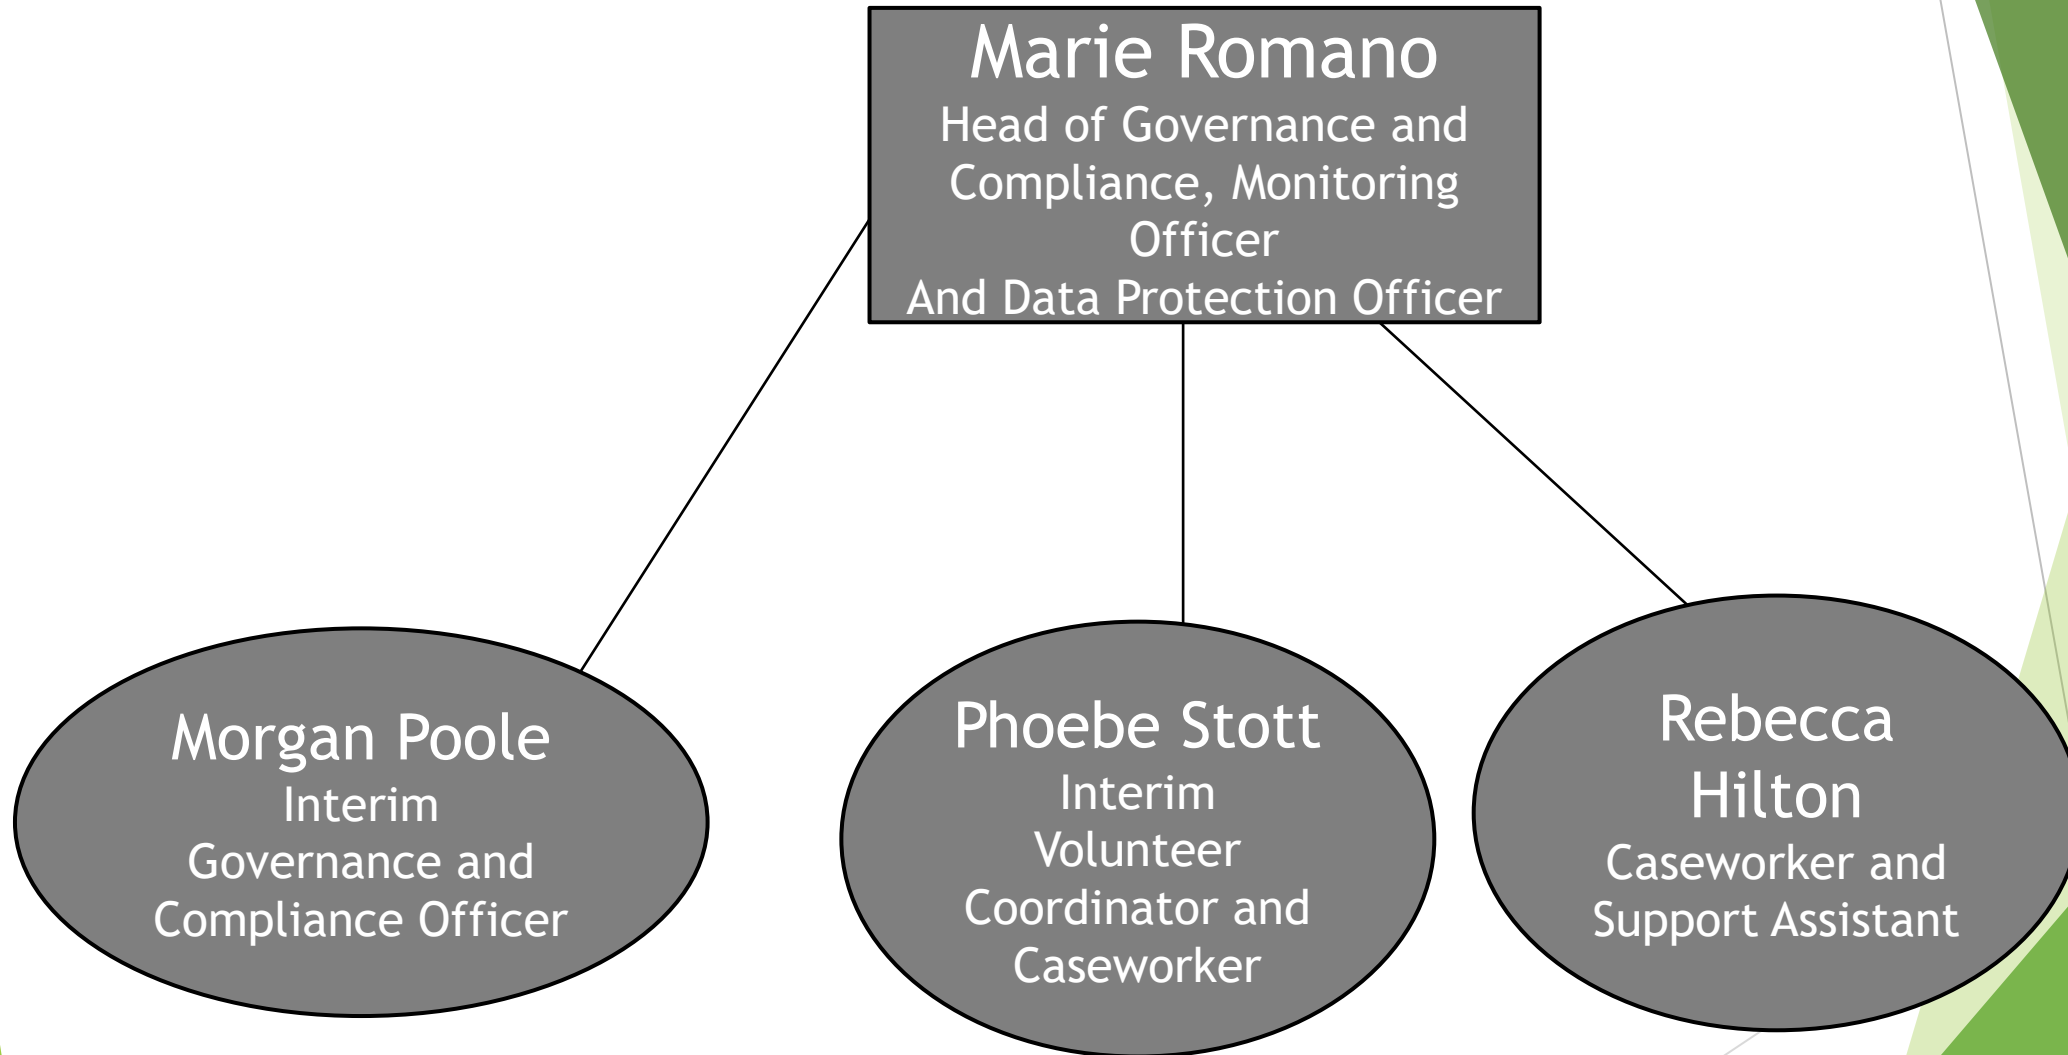 Marie Romano
Head of Governance and
Compliance, Monitoring
Officer
And Data Protection Officer
Morgan Poole
Interim
Governance and
Compliance Officer
Phoebe Stott
Interim
Volunteer
Coordinator and
Caseworker
Rebecca
Hilton
Caseworker and
Support Assistant